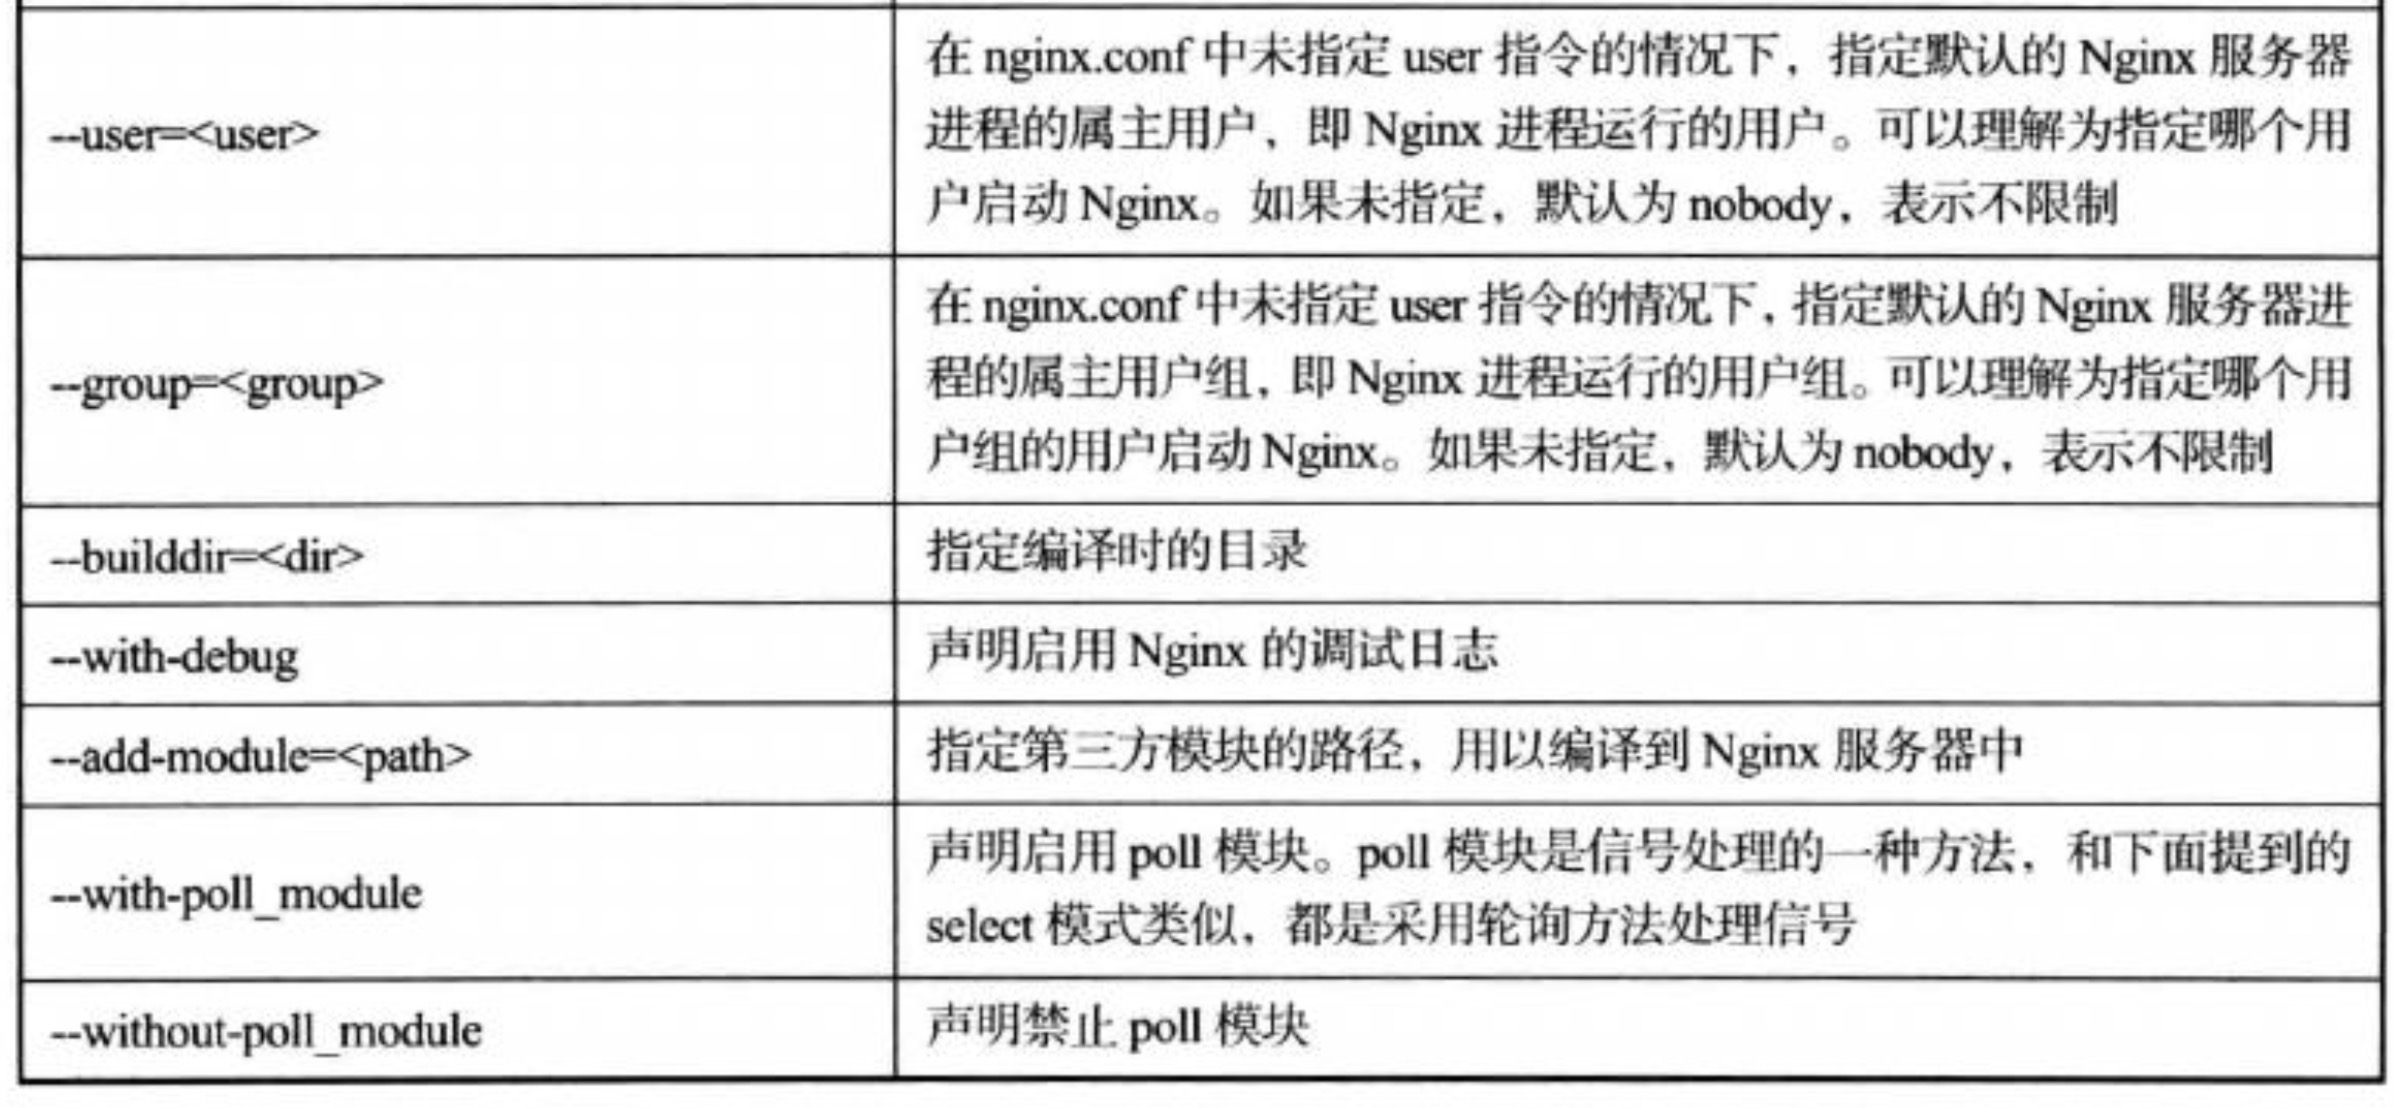 --user=<user>
在 nginx.conf 中未指定 user 指令的情况下，指定默认的 Nginx 服务器
进程的属主用户，即 Nginx 进程运行的用户。可以理解为指定哪个用
户启动 Nginx。如果未指定，默认为 nobody，表示不限制
--group=<group>
在 nginx.conf 中未指定 user 指令的情况下，指定默认的 Nginx 服务器进
程的属主用户组，即 Nginx 进程运行的用户组。可以理解为指定哪个用
户组的用户启动 Nginx。如果未指定，默认为 nobody，表示不限制
--builddir=<dir>
指定编译时的目录
--with-debug
声明启用 Nginx 的调试日志
--add-module=<path>
指定第三方模块的路径，用以编译到 Nginx 服务器中
--with-poll_module
声明启用 poll 模块。poll 模块是信号处理的一种方法，和下面提到的
select 模式类似，都是采用轮询方法处理信号
--without-poll_module
声明禁止 poll 模块